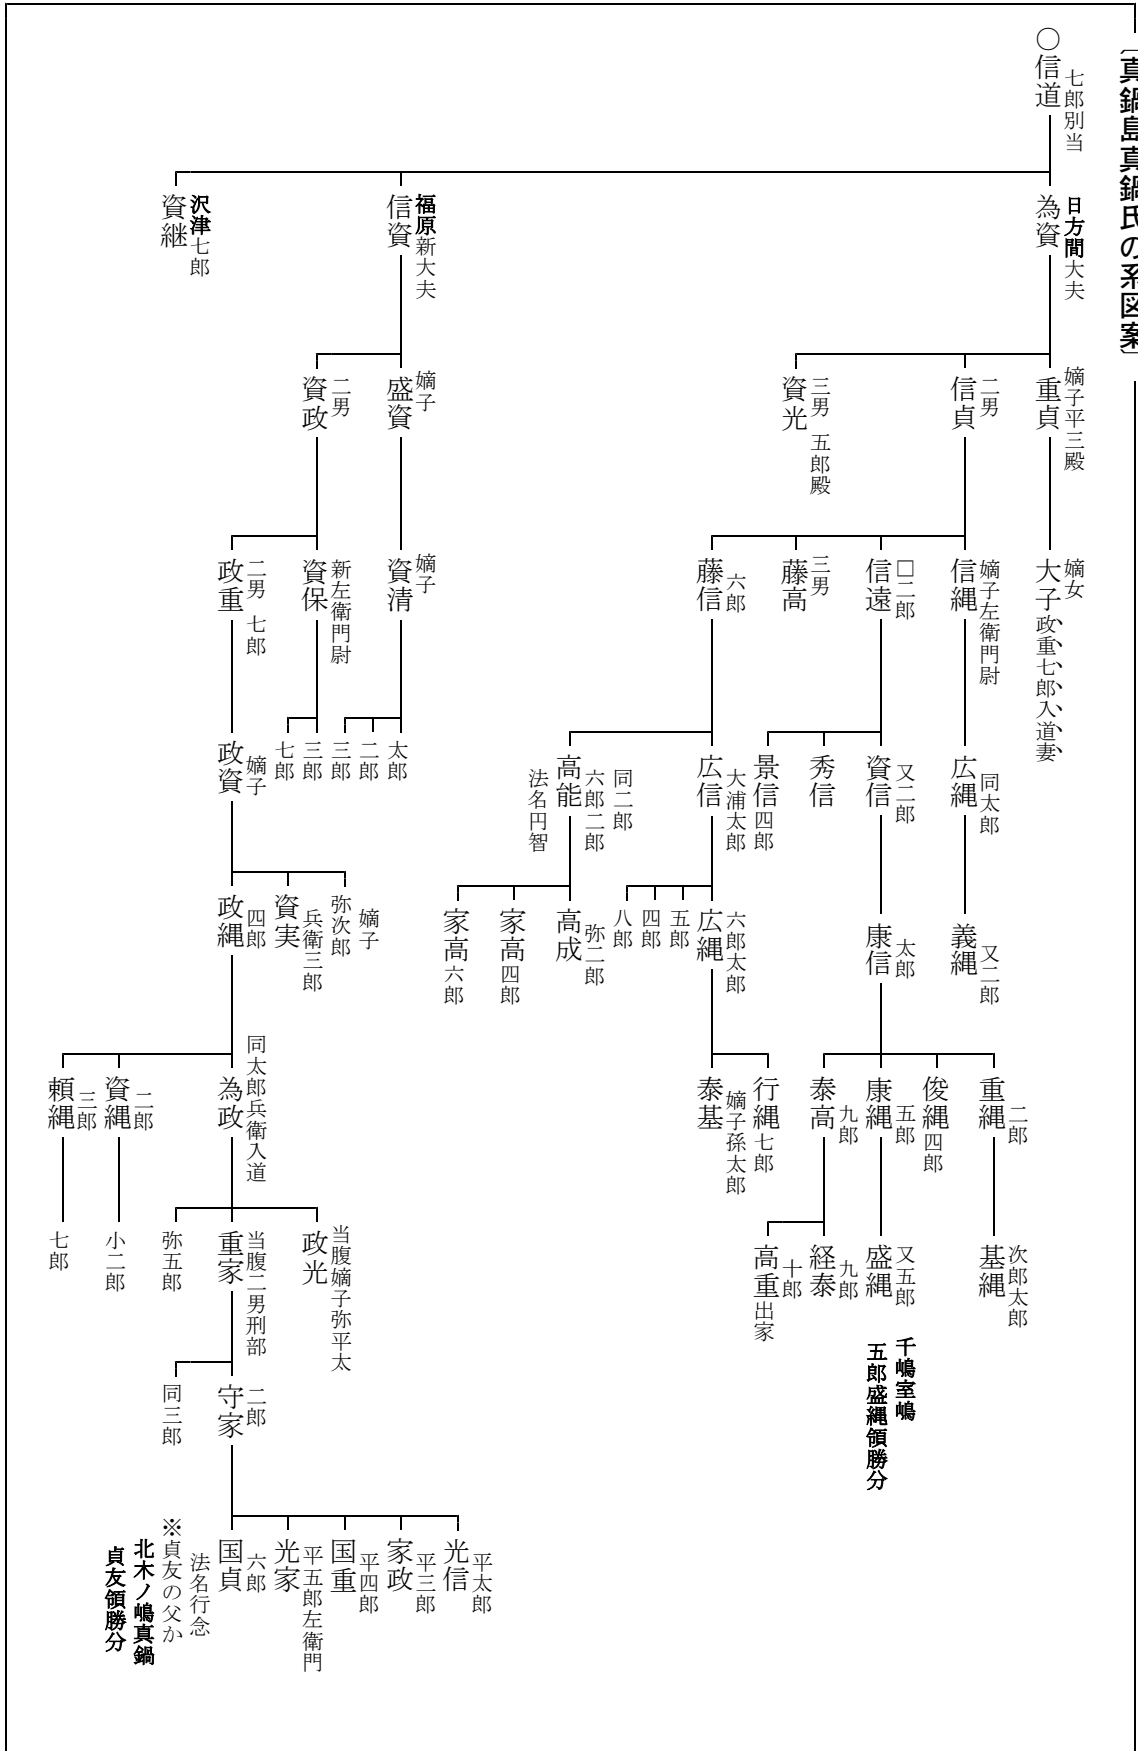 〔真鍋島真鍋氏の系図案〕
七郎別当
〇信道
日方間大夫
為資
福原新大夫
信資
沢津七郎
資継
嫡子平三殿
重貞
二男
信貞
三男 五郎殿
資光
嫡子
盛資
二男
資政
嫡女
大子政重七郎入道妻
嫡子左衛門尉
信縄
□二郎
信遠
三男
藤高
六郎
藤信
嫡子
資清
新左衛門尉
資保
二男 七郎
政重
同太郎
広縄
又二郎
資信
秀信
景信四郎
大浦太郎
広信
同二郎
六郎二郎
高能
法名円智
太郎
二郎
三郎
三郎
七郎
嫡子
政資
又二郎
義縄
太郎
康信
六郎太郎
広縄
五郎
四郎
八郎
弥二郎
高成
家高四郎
家高六郎
嫡子
弥次郎
兵衛三郎
資実
四郎
政縄
二郎
重縄
俊縄四郎
五郎
康縄
九郎
泰高
行縄七郎
嫡子孫太郎
泰基
同太郎兵衛入道
為政
二郎
資縄
三郎
頼縄
次郎太郎
基縄
又五郎
盛縄
千嶋室嶋
五郎盛縄領勝分
九郎
経泰
十郎
高重出家
当腹嫡子弥平太
政光
当腹二男刑部
重家
弥五郎
小二郎
七郎
二郎
守家
同三郎
平太郎
光信
平三郎
家政
平四郎
国重
平五郎左衛門
光家
六郎
国貞
法名行念
※貞友の父か
北木ノ嶋真鍋
貞友領勝分